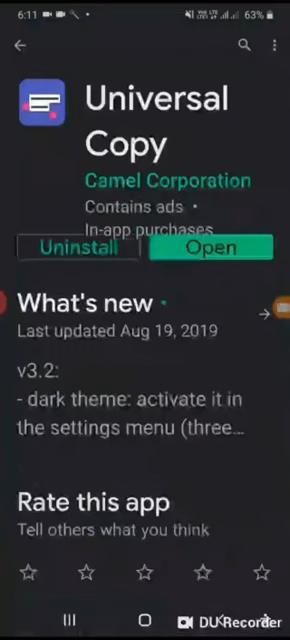 6:11
63%
Universal
Copy
Camel Corporation
Contains ads •
In-app purchases
Uninstall
Open
What's new •
Last updated Aug 19, 2019
v3.2:
- dark theme: activate it in
the settings menu (three...
Rate this app
Tell others what you think
DU Recorder